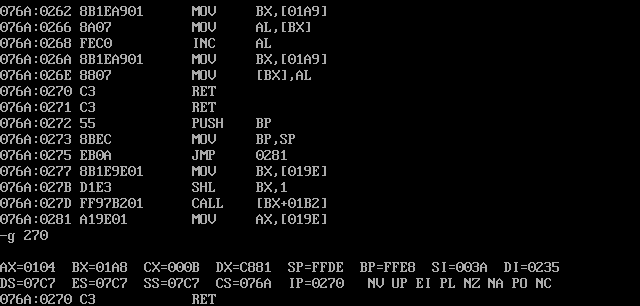 076A:0262 8B1EA901      MOV     BX,[01A9]
076A:0266 8A07          MOV     AL,[BX]
076A:0268 FEC0          INC     AL
076A:026A 8B1EA901      MOV     BX,[01A9]
076A:026E 8807          MOV     [BX],AL
076A:0270 C3            RET
076A:0271 C3            RET
076A:0272 55            PUSH    BP
076A:0273 8BEC          MOV     BP,SP
076A:0275 EB0A          JMP     0281
076A:0277 8B1E9E01      MOV     BX,[019E]
076A:027B D1E3          SHL     BX,1
076A:027D FF97B201      CALL    [BX+01B2]
076A:0281 A19E01        MOV     AX,[019E]
-g 270
AX=0104  BX=01A8  CX=000B  DX=C881  SP=FFDE  BP=FFE8  SI=003A  DI=0235
DS=07C7  ES=07C7  SS=07C7  CS=076A  IP=0270   NV UP EI PL NZ NA PO NC
076A:0270 C3            RET